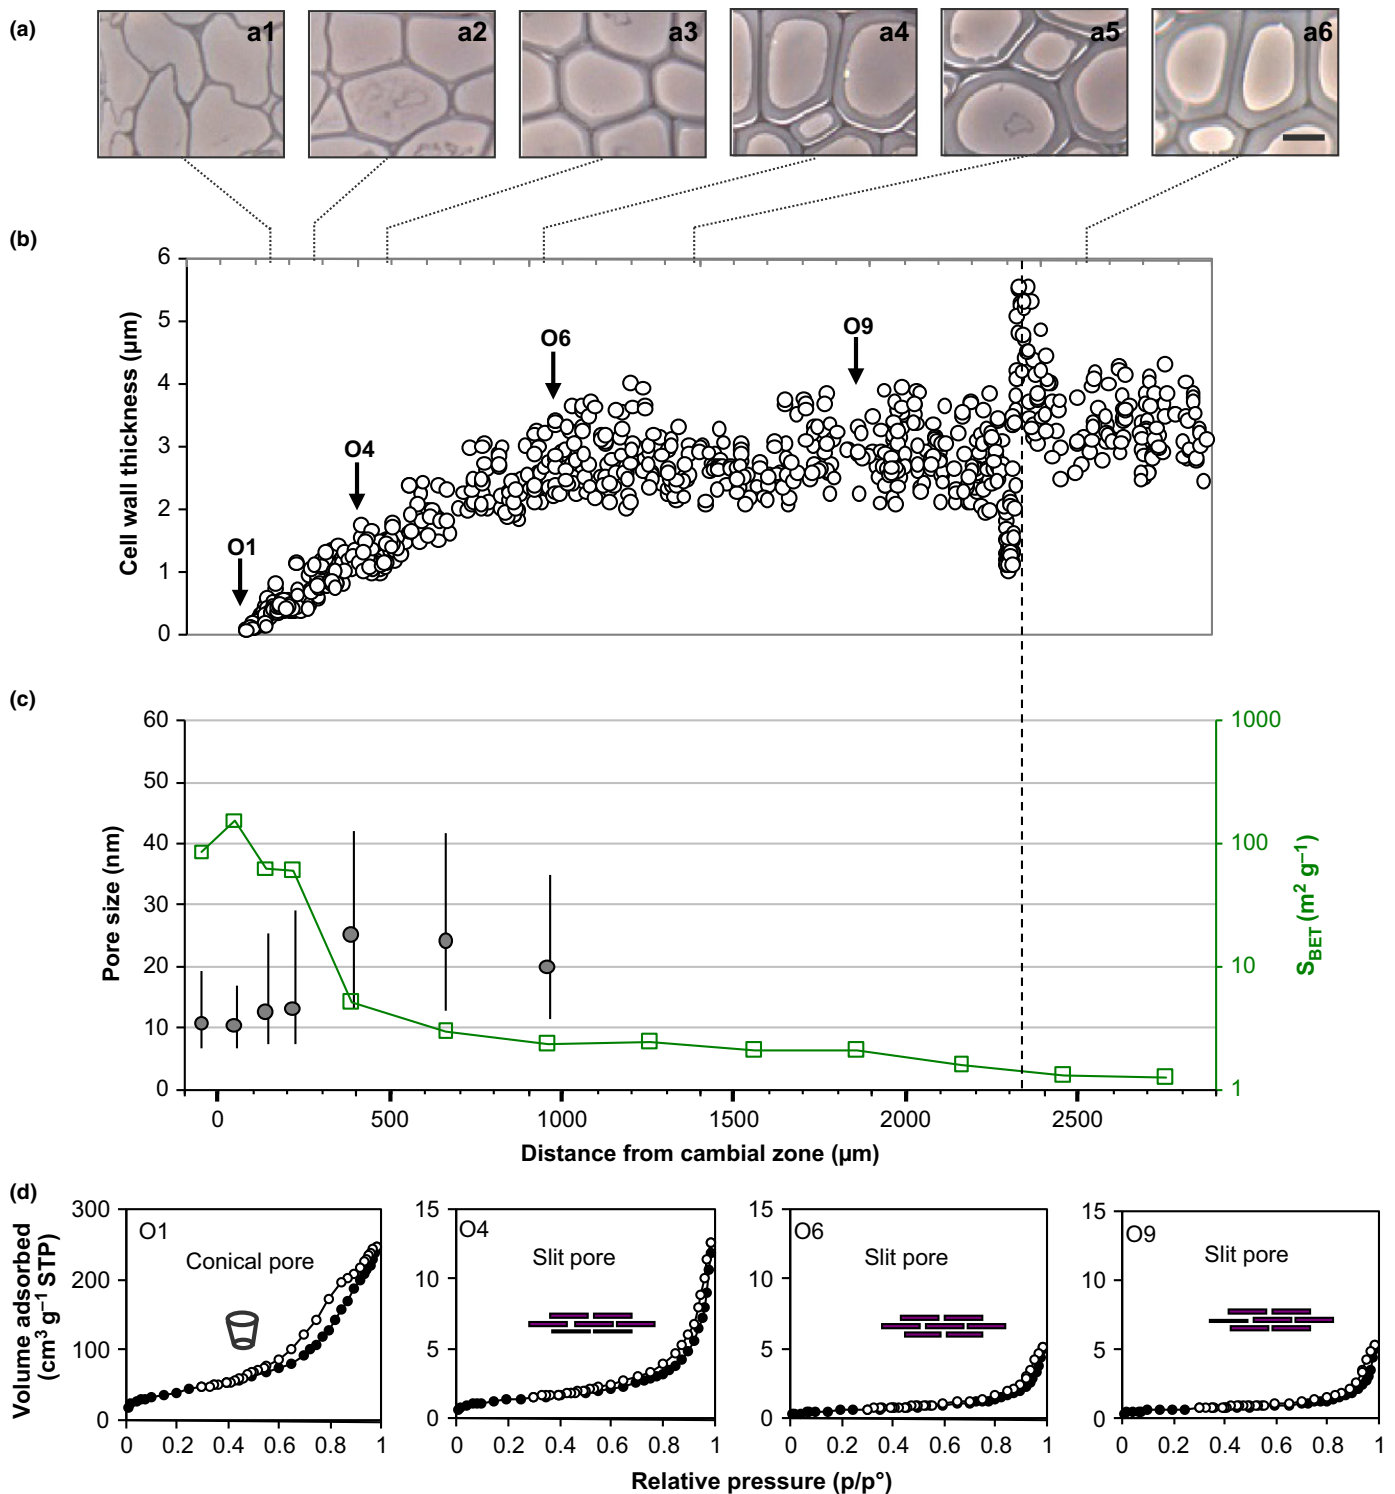 (a)
a1 a2 a3 a4 a5 a6
(b)
Cell wall thickness (µm)
6
5
4
3
2
1
0
O1
O4
O6
O9
(c)
Pore size (nm)
60
50
40
30
20
10
0
1000
100
10
1
S_BET (m² g⁻¹)
0 500 1000 1500 2000 2500
Distance from cambial zone (µm)
(d)
Volume adsorbed
(cm³ g⁻¹ STP)
300
200
100
0
O1
Conical pore
0 0.2 0.4 0.6 0.8 1
15
10
5
0
O4
Slit pore
0 0.2 0.4 0.6 0.8 1
15
10
5
0
O6
Slit pore
0 0.2 0.4 0.6 0.8 1
15
10
5
0
O9
Slit pore
0 0.2 0.4 0.6 0.8 1
Relative pressure (p/p°)